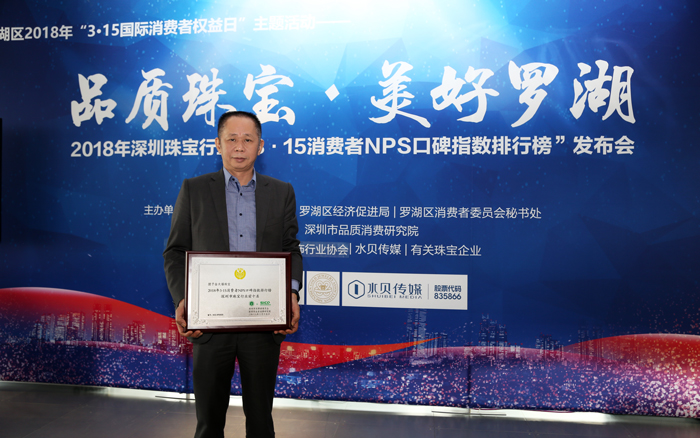 湖区2018年“3·15国际消费者权益日”主题活动
品质珠宝·美好罗湖
2018年深圳珠宝行 ·15消费者NPS口碑指数排行榜”发布会
主办 罗湖区经济促进局 | 罗湖区消费者委员会秘书处
深圳市品质消费研究院
饰行业协会 | 水贝传媒 | 有关珠宝企业
水贝传媒
SHUIBEI MEDIA
股票代码
835866